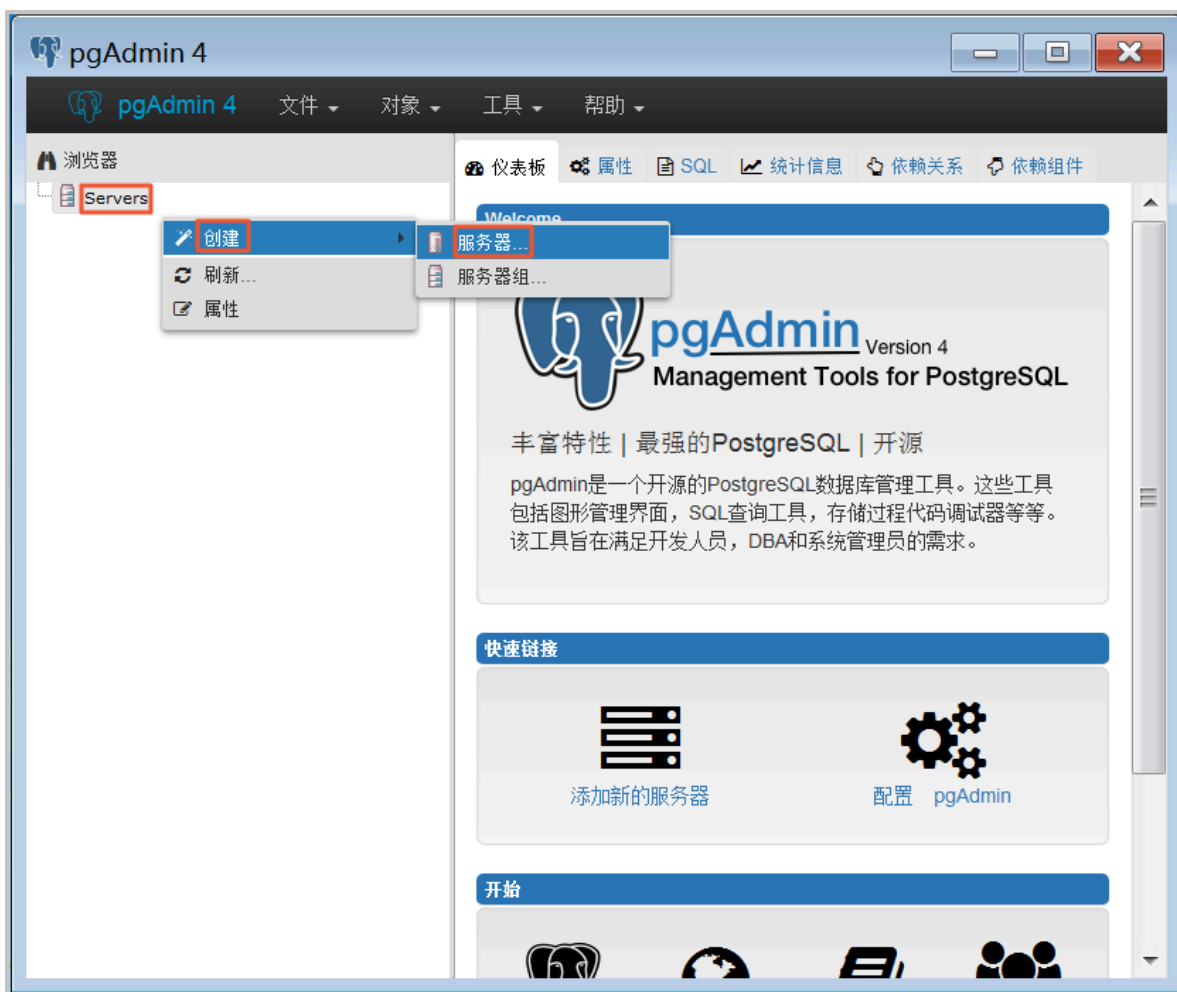 pgAdmin 4
pgAdmin 4 文件 对象 工具 帮助
浏览器
仪表板 属性 SQL 统计信息 依赖关系 依赖组件
Servers
创建
刷新...
属性
服务器...
服务器组...
Welcome
pgAdmin Version 4
Management Tools for PostgreSQL
丰富特性 | 最强的PostgreSQL | 开源
pgAdmin是一个开源的PostgreSQL数据库管理工具。这些工具
包括图形管理界面，SQL查询工具，存储过程代码调试器等等。
该工具旨在满足开发人员，DBA和系统管理员的需求。
快速链接
添加新的服务器
配置 pgAdmin
开始